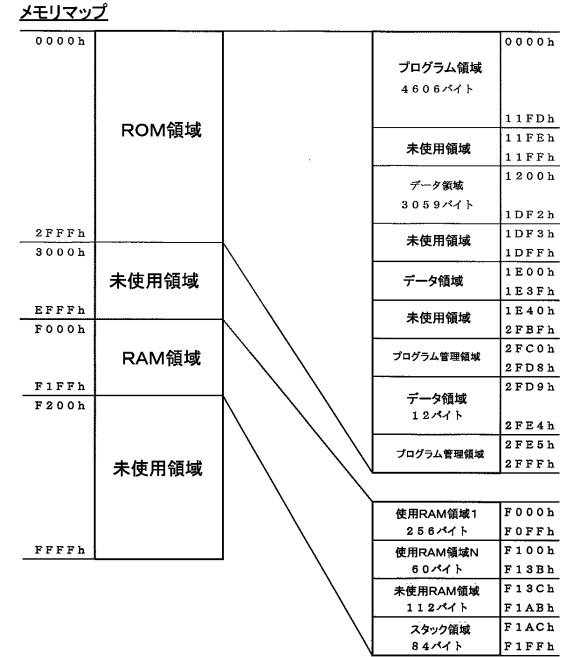 メモリマップ
0000h
ROM領域
2FFFh
3000h
未使用領域
EFFFh
F000h
RAM領域
F1FFh
F200h
未使用領域
FFFFh
プログラム領域
4606バイト
0000h
11FDh
未使用領域
11FEh
11FFh
データ領域
3059バイト
1200h
1DF2h
未使用領域
1DF3h
1DFFh
データ領域
1E00h
1E3Fh
未使用領域
1E40h
2FBFh
プログラム管理領域
2FC0h
2FD8h
データ領域
12バイト
2FD9h
2FE4h
プログラム管理領域
2FE5h
2FFFh
使用RAM領域1
256バイト
F000h
F0FFh
使用RAM領域N
60バイト
F100h
F13Bh
未使用RAM領域
112バイト
F13Ch
F1ABh
スタック領域
84バイト
F1ACh
F1FFh